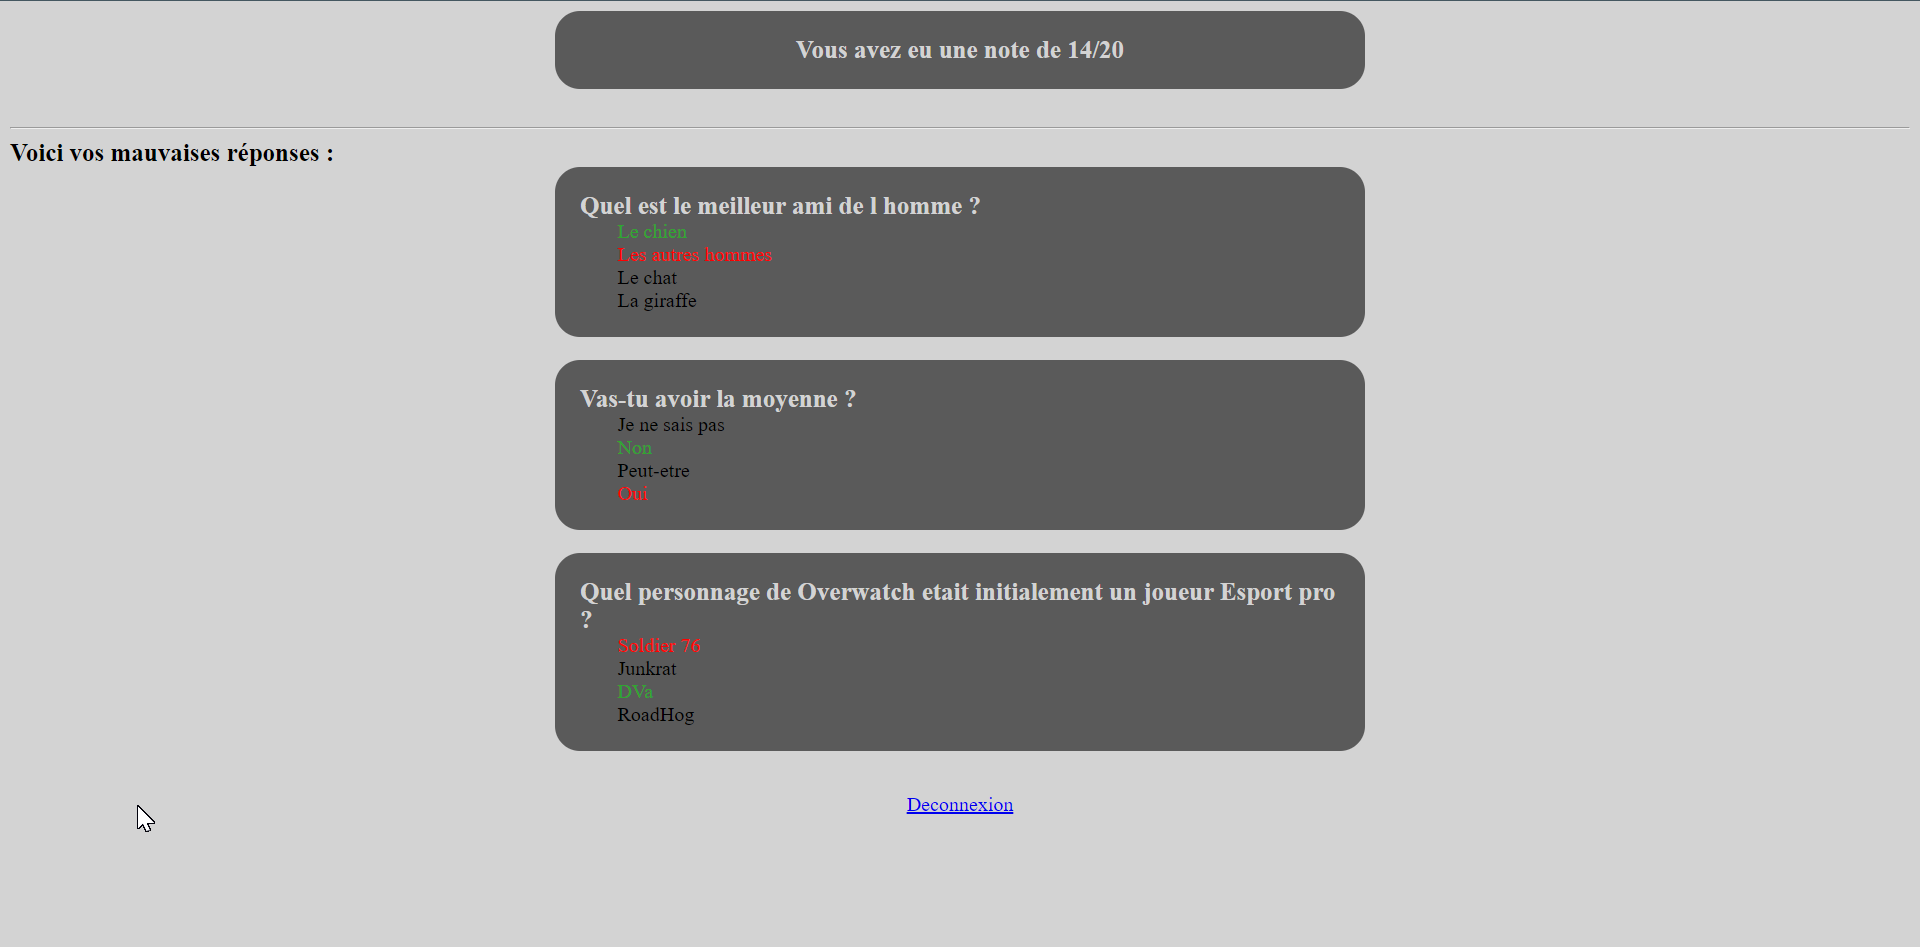 Vous avez eu une note de 14/20
Voici vos mauvaises réponses :
Quel est le meilleur ami de l homme ?
Le chien
Les autres hommes
Le chat
La giraffe
Vas-tu avoir la moyenne ?
Je ne sais pas
Non
Peut-etre
Oui
Quel personnage de Overwatch etait initialement un joueur Esport pro
?
Soldier 76
Junkrat
DVa
RoadHog
Deconnexion